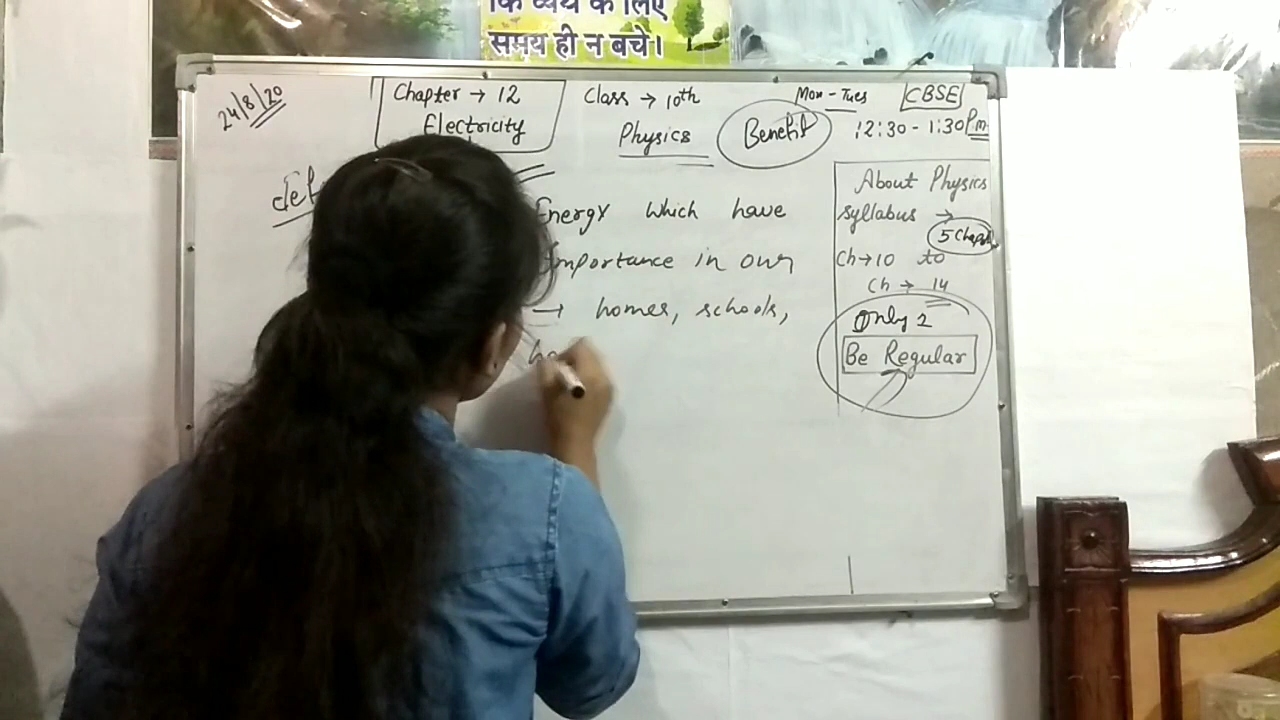 कि व्यर्थ के लिए
समय ही न बचे।
24/8/20
Chapter → 12
Electricity
Class → 10th
Physics
Benefit
Mon - Tues
CBSE
12:30 - 1:30 Pm
Energy which have
Importance in our
→ homes, schools,
About Physics
syllabus →
5 Chap
Ch → 10 to
Ch → 14
Only 2
Be Regular